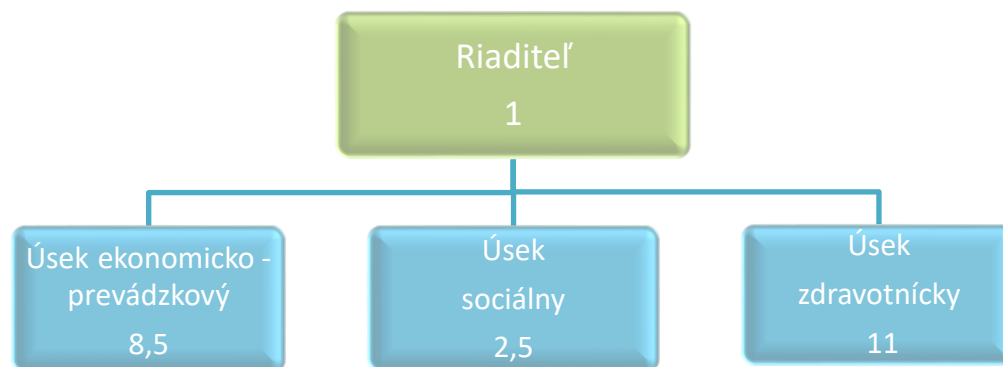 Riaditeľ
1
Úsek ekonomicko -
prevádzkový
8,5
Úsek
sociálny
2,5
Úsek
zdravotnícky
11